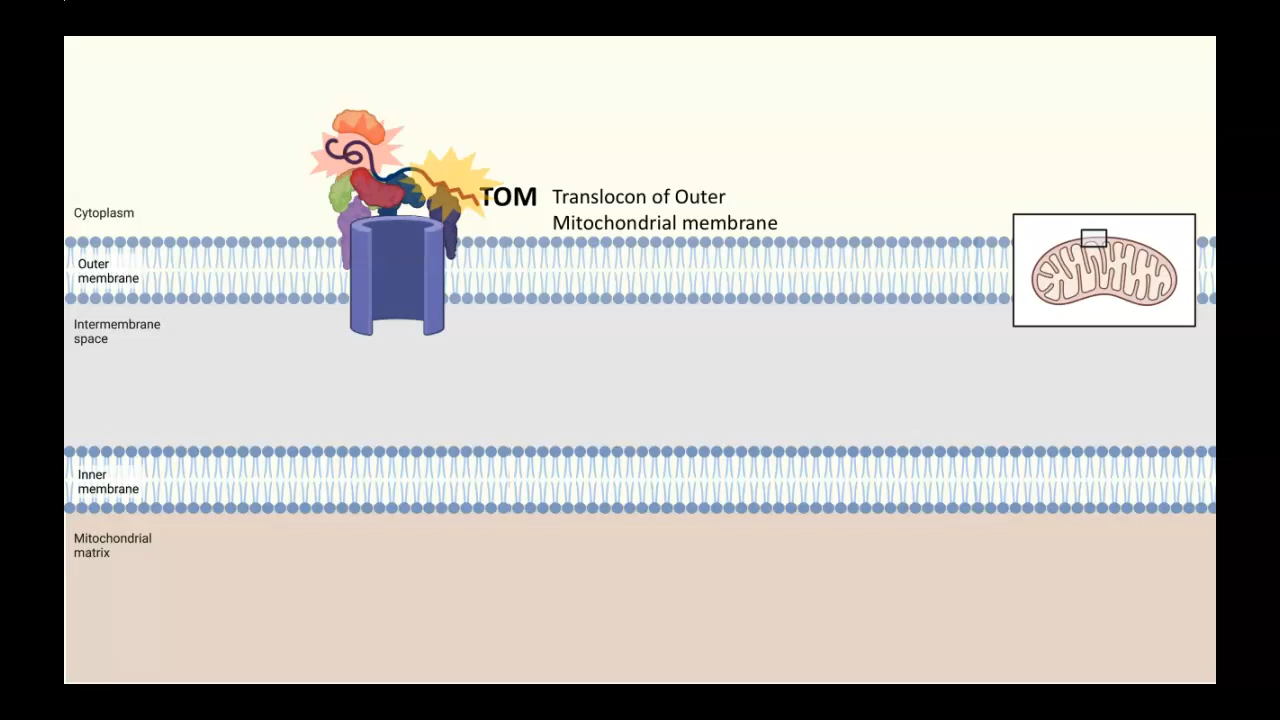 TOM
Translocon of Outer
Mitochondrial membrane
Cytoplasm
Outer
membrane
Intermembrane
space
Inner
membrane
Mitochondrial
matrix